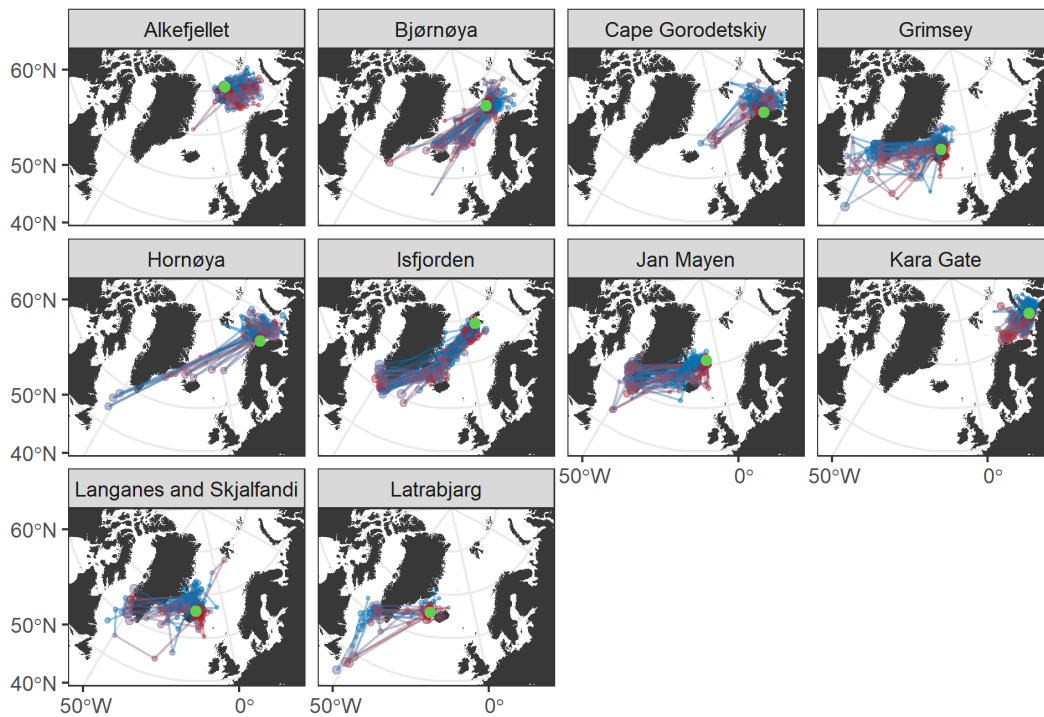 Alkefjellet
Bjørnøya
Cape Gorodetskiy
Grimsey
60°N
50°N
40°N
Hornøya
Isfjorden
Jan Mayen
Kara Gate
60°N
50°N
40°N
50°W
0°
50°W
0°
Langanes and Skjalfandi
Latrabjarg
60°N
50°N
40°N
50°W
0°
50°W
0°